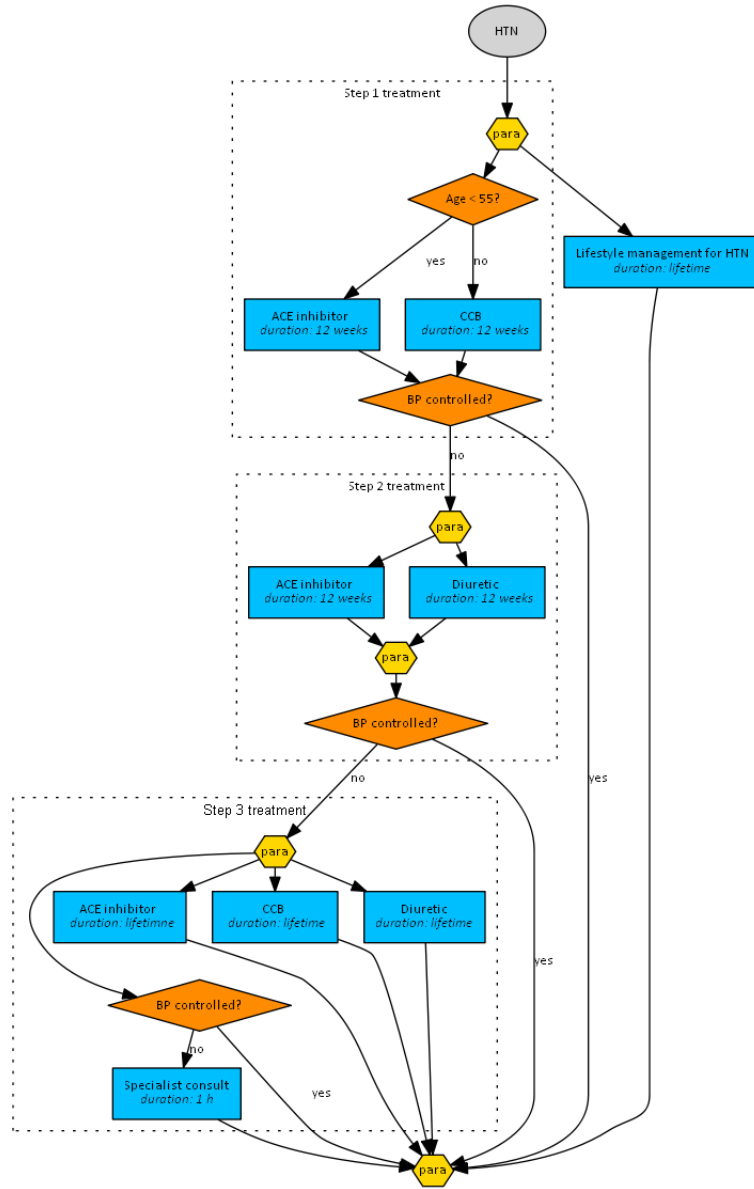 HTN
Step 1 treatment
para
Age < 55?
Lifestyle management for HTN
duration: lifetime
yes
no
ACE inhibitor
duration: 12 weeks
CCB
duration: 12 weeks
BP controlled?
no
Step 2 treatment
para
ACE inhibitor
duration: 12 weeks
Diuretic
duration: 12 weeks
para
BP controlled?
no
yes
Step 3 treatment
para
ACE inhibitor
duration: lifetimne
CCB
duration: lifetime
Diuretic
duration: lifetime
yes
BP controlled?
no
Specialist consult
duration: 1 h
yes
para